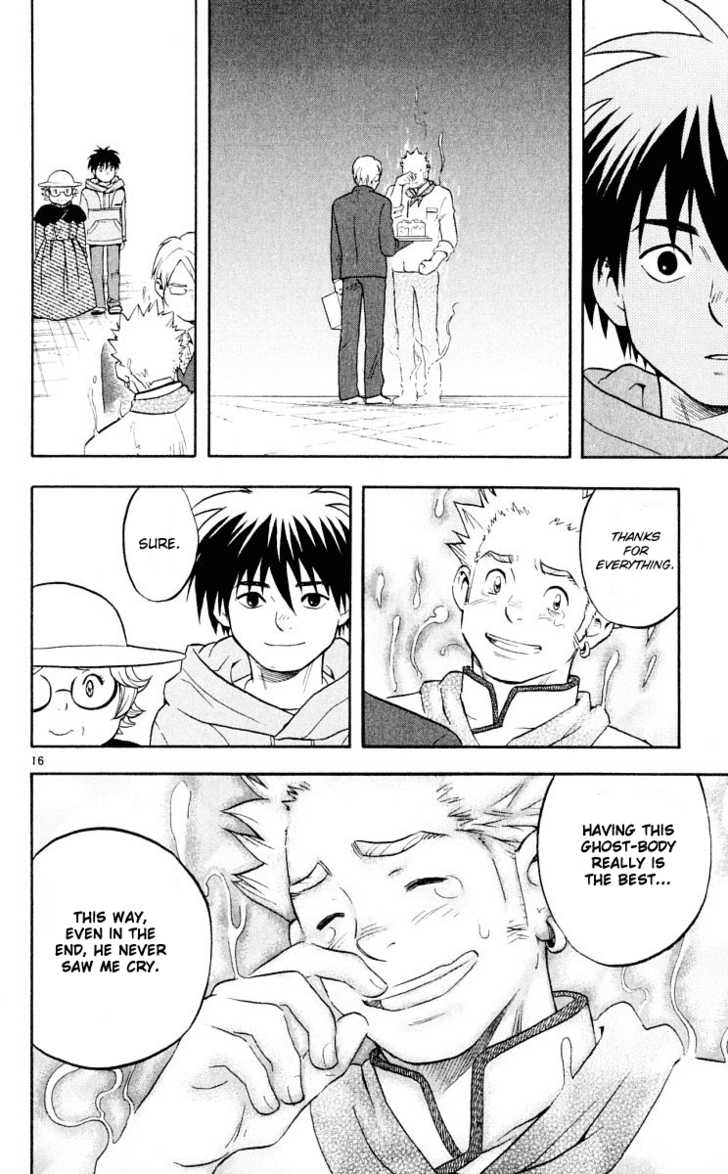 THANKS
FOR
EVERYTHING.
SURE.
16
HAVING THIS
GHOST-BODY
REALLY IS
THE BEST...
THIS WAY,
EVEN IN THE
END, HE NEVER
SAW ME CRY.